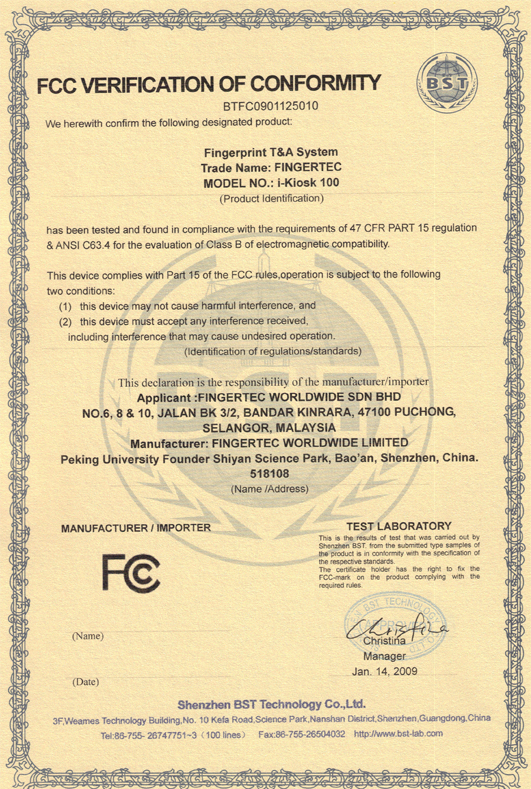 FCC VERIFICATION OF CONFORMITY
BST
BTFC0901125010
We herewith confirm the following designated product:
Fingerprint T&A System
Trade Name: FINGERTEC
MODEL NO.: i-Kiosk 100
(Product Identification)
has been tested and found in compliance with the requirements of 47 CFR PART 15 regulation
& ANSI C63.4 for the evaluation of Class B of electromagnetic compatibility.
This device complies with Part 15 of the FCC rules,operation is subject to the following
two conditions:
(1) this device may not cause harmful interference, and
(2) this device must accept any interference received,
including interference that may cause undesired operation.
(Identification of regulations/standards)
BST
This declaration is the responsibility of the manufacturer/importer
Applicant :FINGERTEC WORLDWIDE SDN BHD
NO.6, 8 & 10, JALAN BK 3/2, BANDAR KINRARA, 47100 PUCHONG,
SELANGOR, MALAYSIA
Manufacturer: FINGERTEC WORLDWIDE LIMITED
Peking University Founder Shiyan Science Park, Bao'an, Shenzhen, China.
518108
(Name /Address)
MANUFACTURER / IMPORTER
FCC
(Name)
(Date)
TEST LABORATORY
This is the results of test that was carried out by
Shenzhen BST, from the submitted type samples of
the product is in conformity with the specification of
the respective standards.
The certificate holder has the right to fix the
FCC-mark on the product complying with the
required rules.
BST TECHNOLOGY
Christina
Christina
Manager
Jan. 14, 2009
Shenzhen BST Technology Co.,Ltd.
3F,Weames Technology Building,No. 10 Kefa Road,Science Park,Nanshan District,Shenzhen,Guangdong,China
Tel:86-755- 26747751~3（100 lines） Fax:86-755-26504032 http://www.bst-lab.com